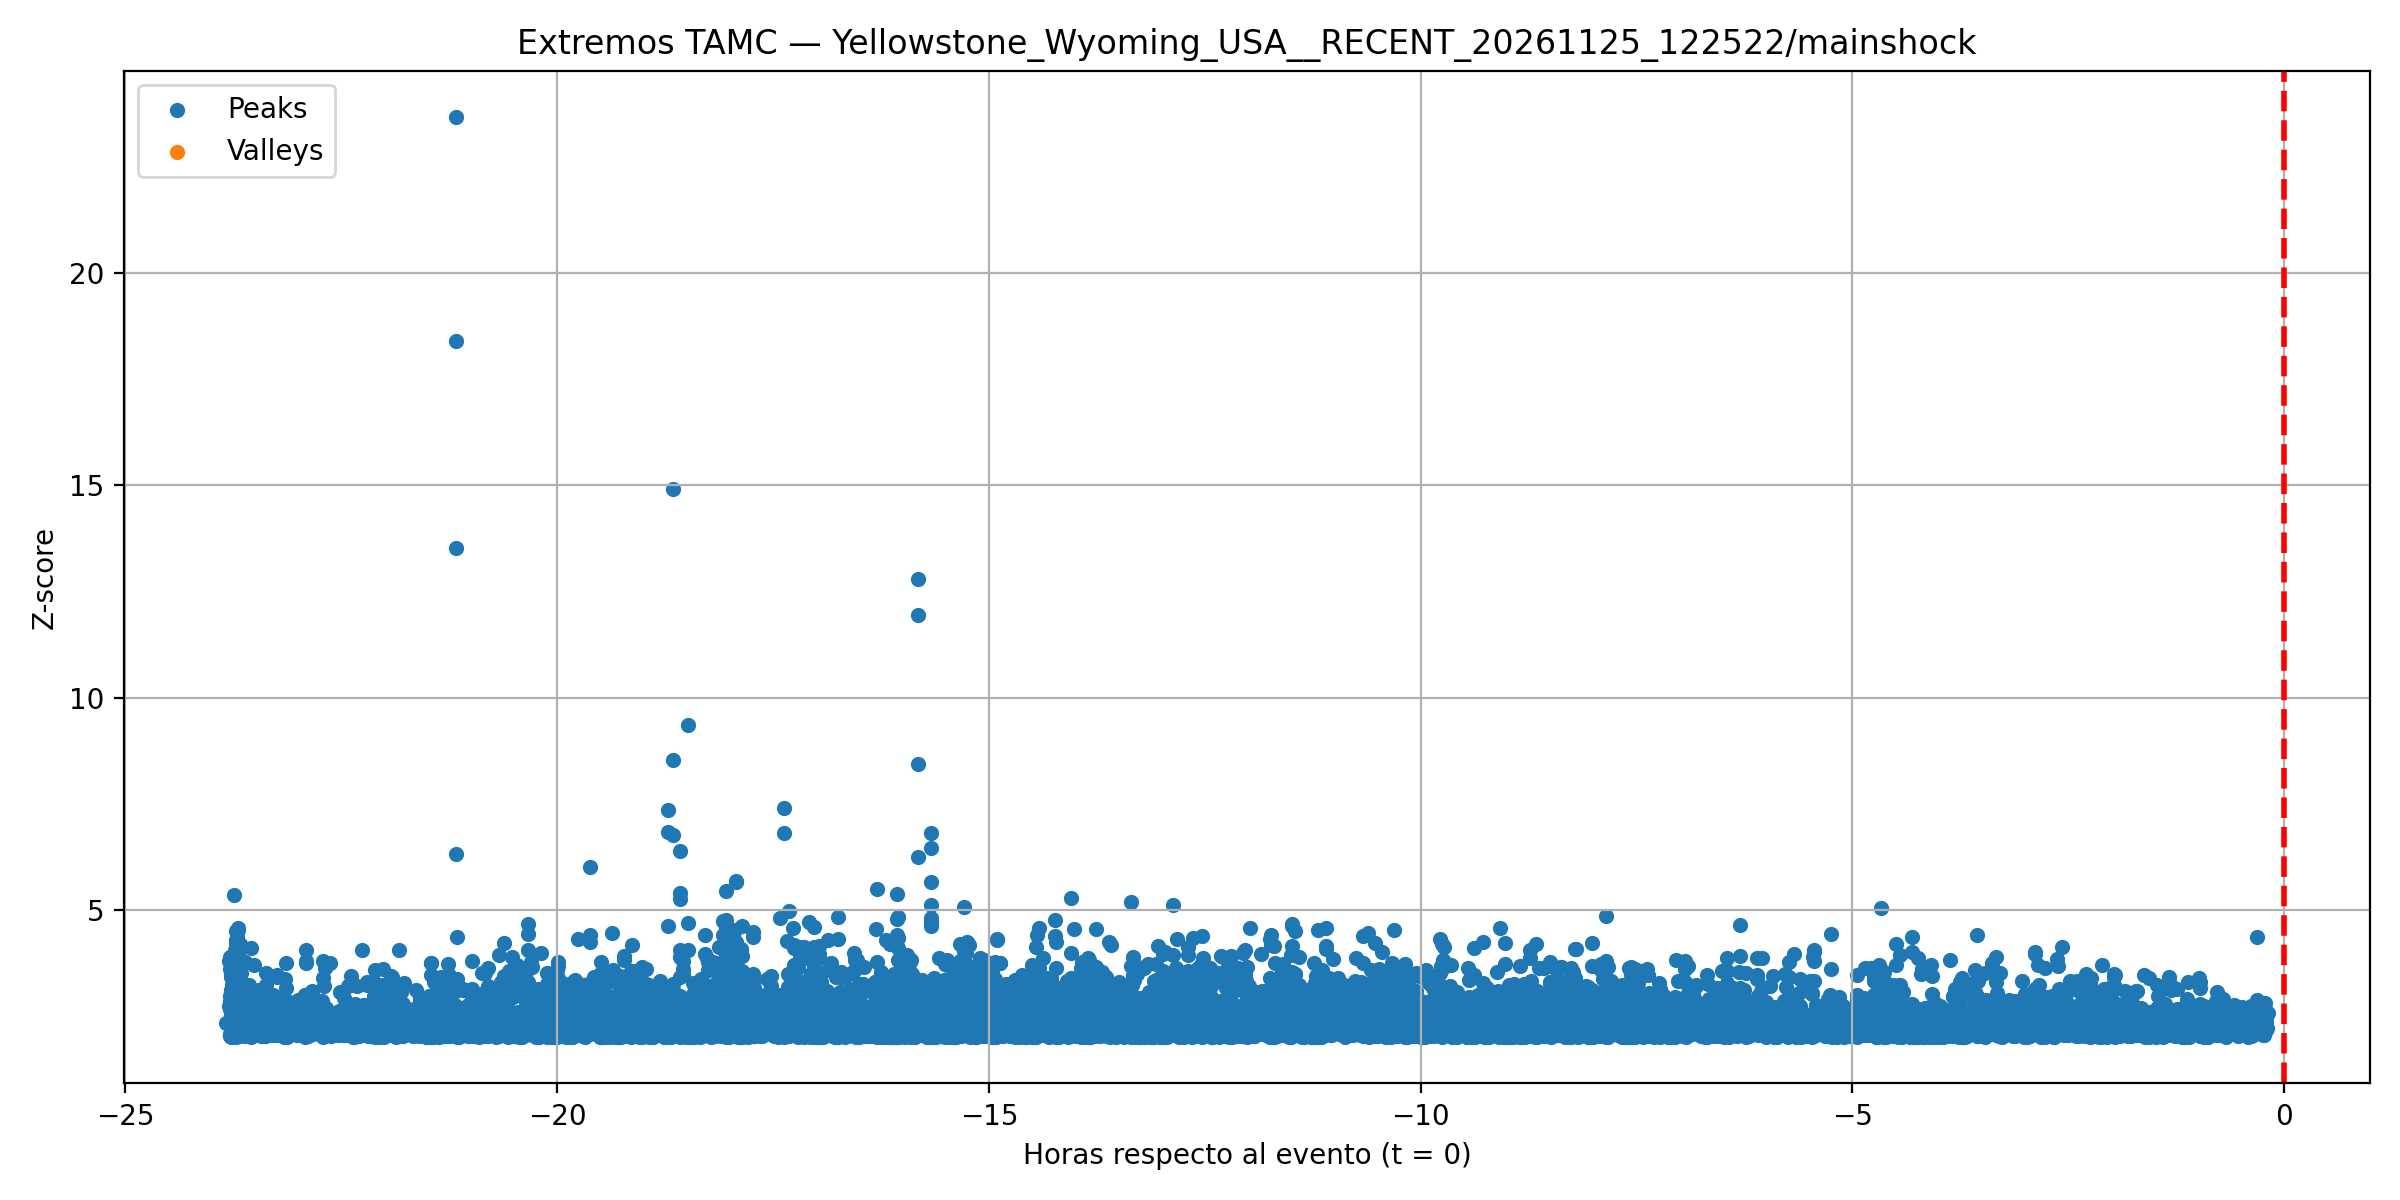 Extremos TAMC — Yellowstone_Wyoming_USA__RECENT_20261125_122522/mainshock
Peaks
Valleys
Z-score
20
15
10
5
−25
−20
−15
−10
−5
0
Horas respecto al evento (t = 0)